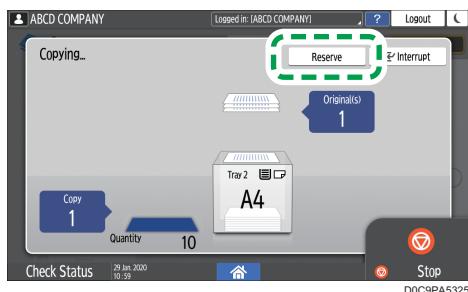 ABCD COMPANY
Logged in: [ABCD COMPANY]
?
Logout
Copying...
Reserve
Interrupt
Original(s)
1
Tray 2
A4
Copy
1
Quantity
10
Check Status
29 Jan. 2020
10:59
Stop
D0C9PA5325